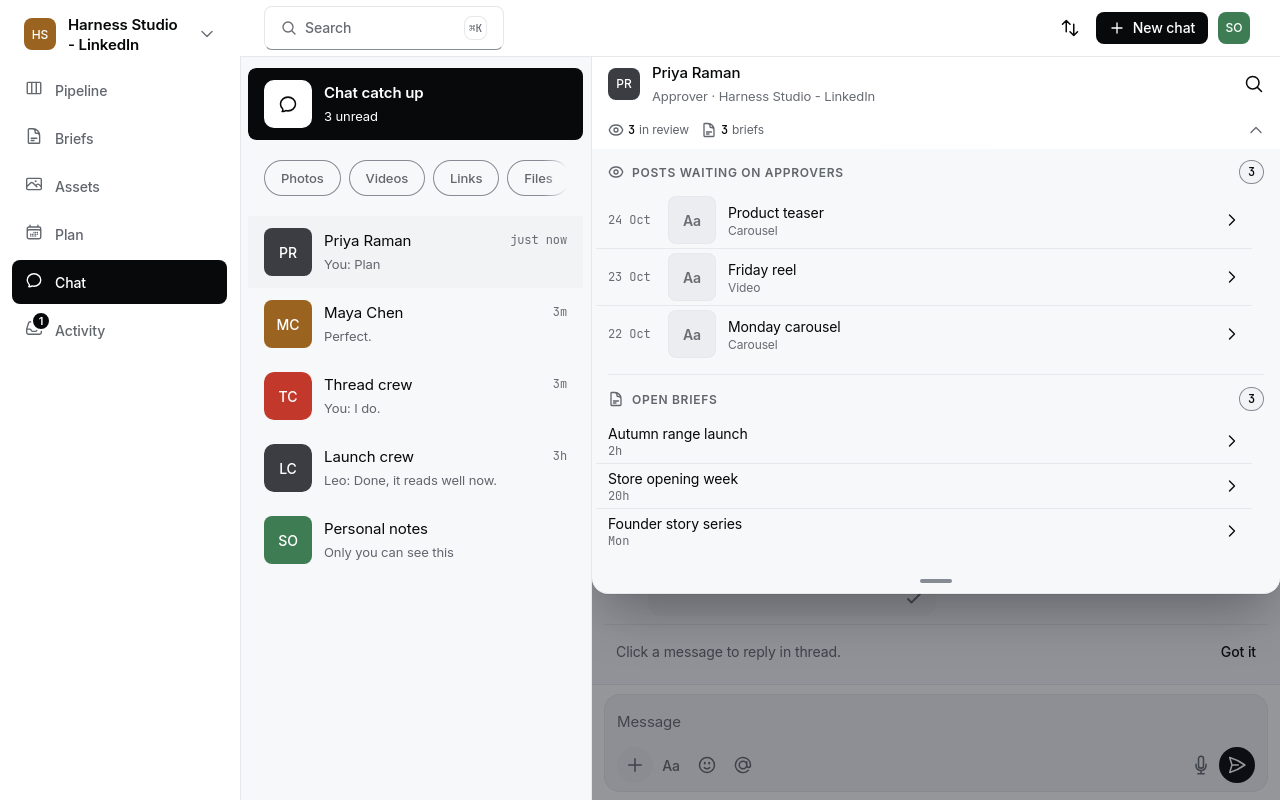 HS
Harness Studio
- LinkedIn
Pipeline
Briefs
Assets
Plan
Chat
1
Activity
Search
⌘K
New chat
SO
Chat catch up
3 unread
Photos
Videos
Links
Files
PR
Priya Raman
just now
You: Plan
MC
Maya Chen
3m
Perfect.
TC
Thread crew
3m
You: I do.
LC
Launch crew
3h
Leo: Done, it reads well now.
SO
Personal notes
Only you can see this
PR
Priya Raman
Approver · Harness Studio - LinkedIn
3 in review
3 briefs
POSTS WAITING ON APPROVERS
3
24 Oct
Aa
Product teaser
Carousel
23 Oct
Aa
Friday reel
Video
22 Oct
Aa
Monday carousel
Carousel
OPEN BRIEFS
3
Autumn range launch
2h
Store opening week
20h
Founder story series
Mon
Click a message to reply in thread.
Got it
Message
Aa